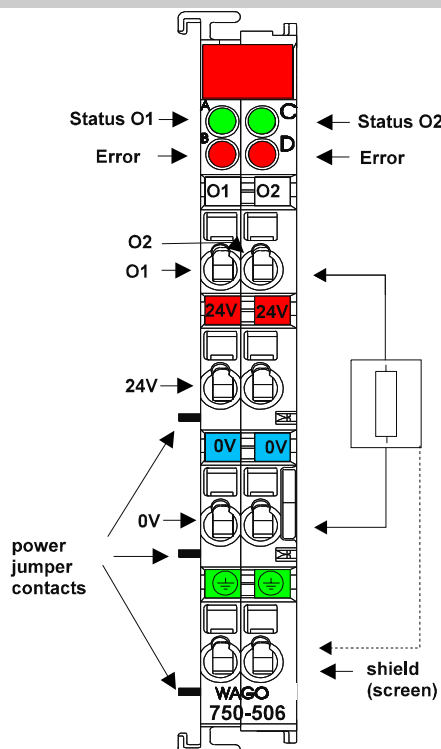 A C
Status O1 Status O2
B D
Error Error
O1 O2
O2
O1
24V 24V
24V
0V 0V
0V
power
jumper
contacts
shield
(screen)
WAGO
750-506